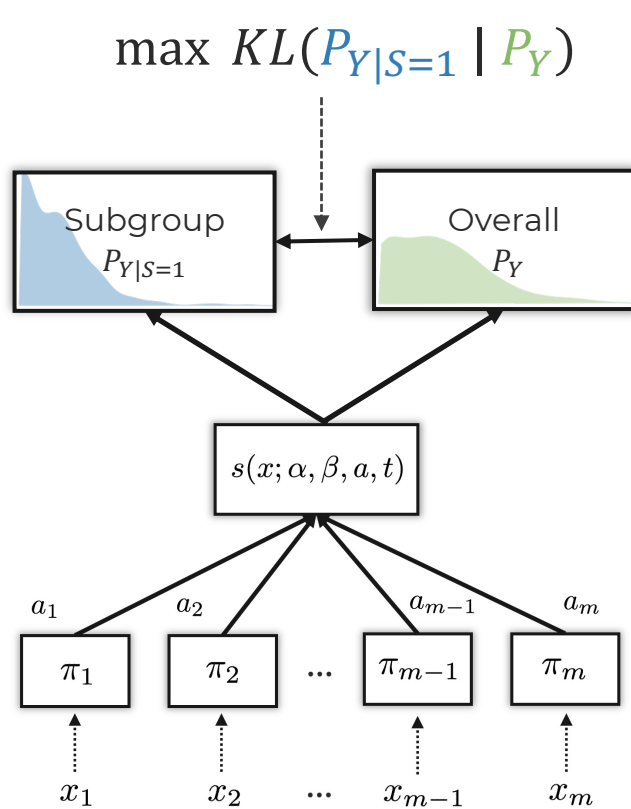 max KL(P_{Y|S=1} | P_Y)
Subgroup
P_{Y|S=1}
Overall
P_Y
s(x; α, β, a, t)
a_1 a_2 a_{m−1} a_m
π_1 π_2 ... π_{m−1} π_m
x_1 x_2 ... x_{m−1} x_m